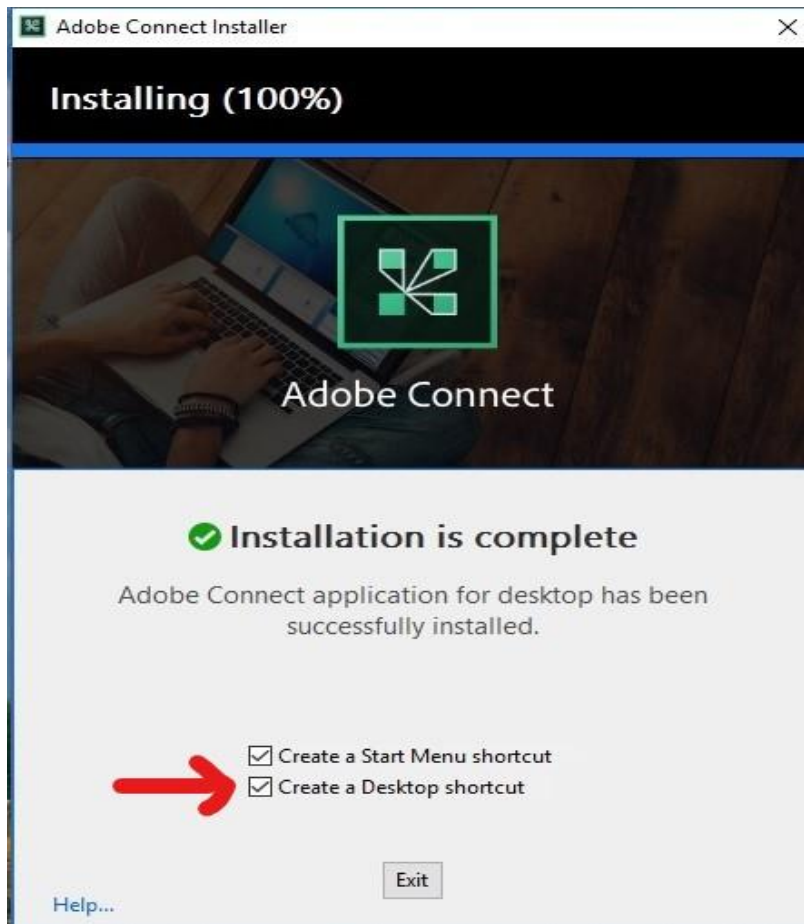 Adobe Connect Installer
Installing (100%)
Adobe Connect
Installation is complete
Adobe Connect application for desktop has been
successfully installed.
Create a Start Menu shortcut
Create a Desktop shortcut
Exit
Help...